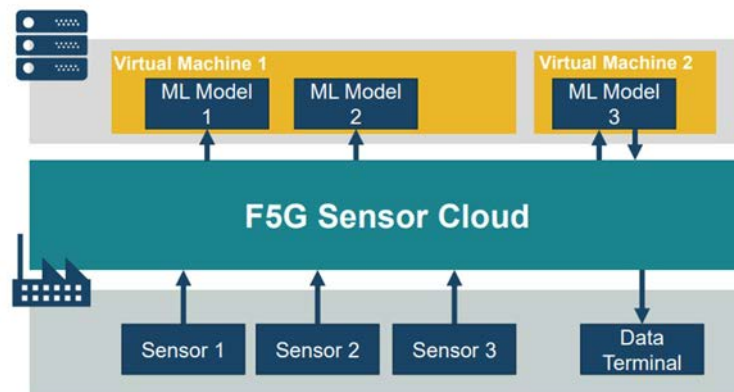 Virtual Machine 1
Virtual Machine 2
ML Model
1
ML Model
2
ML Model
3
F5G Sensor Cloud
Sensor 1
Sensor 2
Sensor 3
Data
Terminal